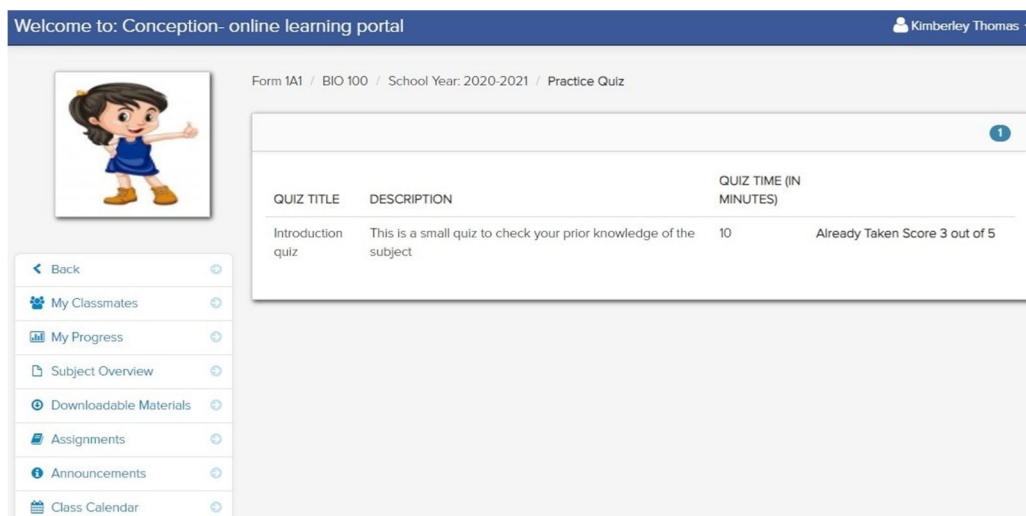 Welcome to: Conception- online learning portal
Kimberley Thomas
Form 1A1 / BIO 100 / School Year: 2020-2021 / Practice Quiz
1
QUIZ TITLE
DESCRIPTION
QUIZ TIME (IN
MINUTES)
Introduction
quiz
This is a small quiz to check your prior knowledge of the
subject
10
Already Taken Score 3 out of 5
Back
My Classmates
My Progress
Subject Overview
Downloadable Materials
Assignments
Announcements
Class Calendar